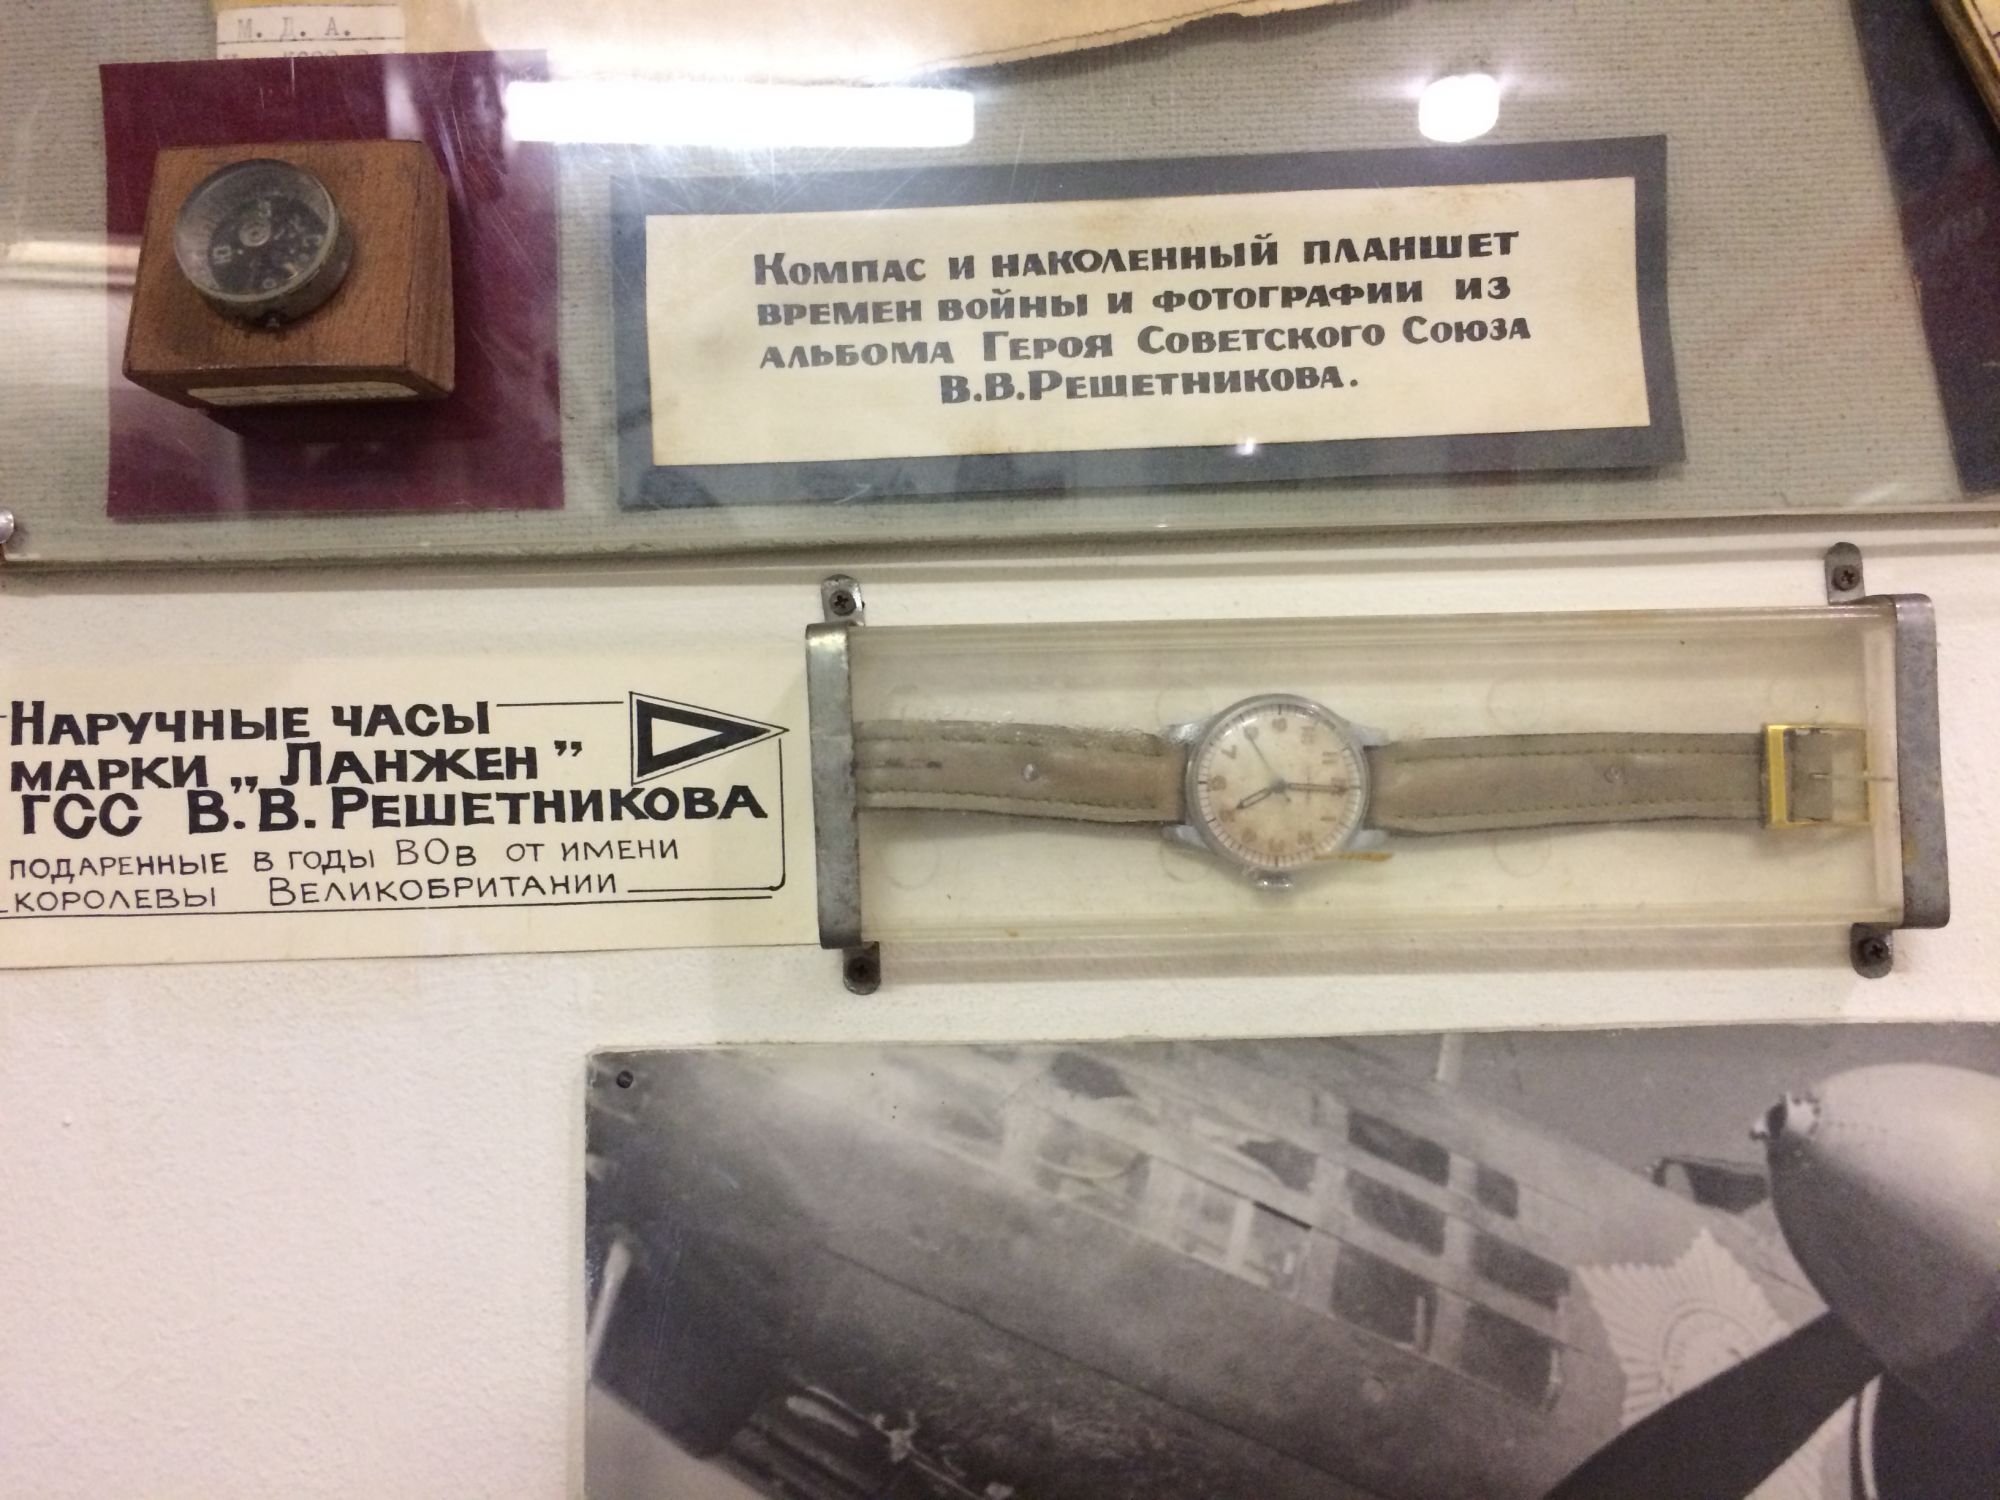 М. Д. А.
Компас и наколенный планшет
времен войны и фотографии из
альбома Героя Советского Союза
В.В.Решетникова.
Наручные часы
марки „Ланжен”
ГСС В.В.Решетникова
подаренные в годы ВОв от имени
королевы Великобритании